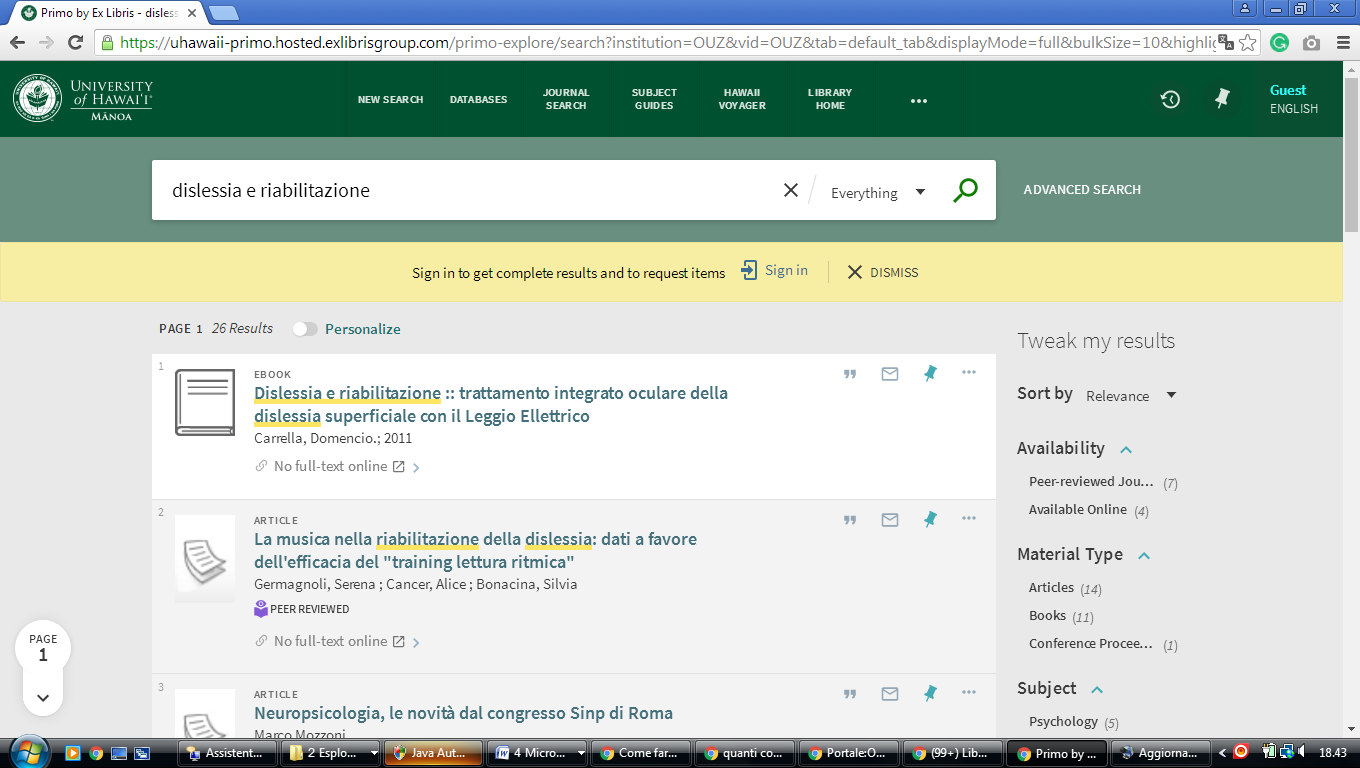 Primo by Ex Libris - disles
https://uhawaii-primo.hosted.exlibrisgroup.com/primo-explore/search?institution=OUZ&vid=OUZ&tab=default_tab&displayMode=full&bulkSize=10&highli
UNIVERSITY
of HAWAI'I
MĀNOA
NEW SEARCH
DATABASES
JOURNAL
SEARCH
SUBJECT
GUIDES
HAWAII
VOYAGER
LIBRARY
HOME
Guest
ENGLISH
dislessia e riabilitazione
Everything
ADVANCED SEARCH
Sign in to get complete results and to request items
Sign in
DISMISS
PAGE 1 26 Results
Personalize
1
EBOOK
Dislessia e riabilitazione :: trattamento integrato oculare della
dislessia superficiale con il Leggio Ellettrico
Carrella, Domencio.; 2011
No full-text online
2
ARTICLE
La musica nella riabilitazione della dislessia: dati a favore
dell'efficacia del "training lettura ritmica"
Germagnoli, Serena ; Cancer, Alice ; Bonacina, Silvia
PEER REVIEWED
No full-text online
3
ARTICLE
Neuropsicologia, le novità dal congresso Sinp di Roma
Marco Mozzoni
Tweak my results
Sort by Relevance
Availability
Peer-reviewed Jou... (7)
Available Online (4)
Material Type
Articles (14)
Books (11)
Conference Procee... (1)
Subject
Psychology (5)
PAGE
1
Assistent...
2 Esplo...
Java Aut...
4 Micro...
Come far...
quanti co...
Portale:O...
(99+) Lib...
Primo by ...
Aggiorna...
18.43